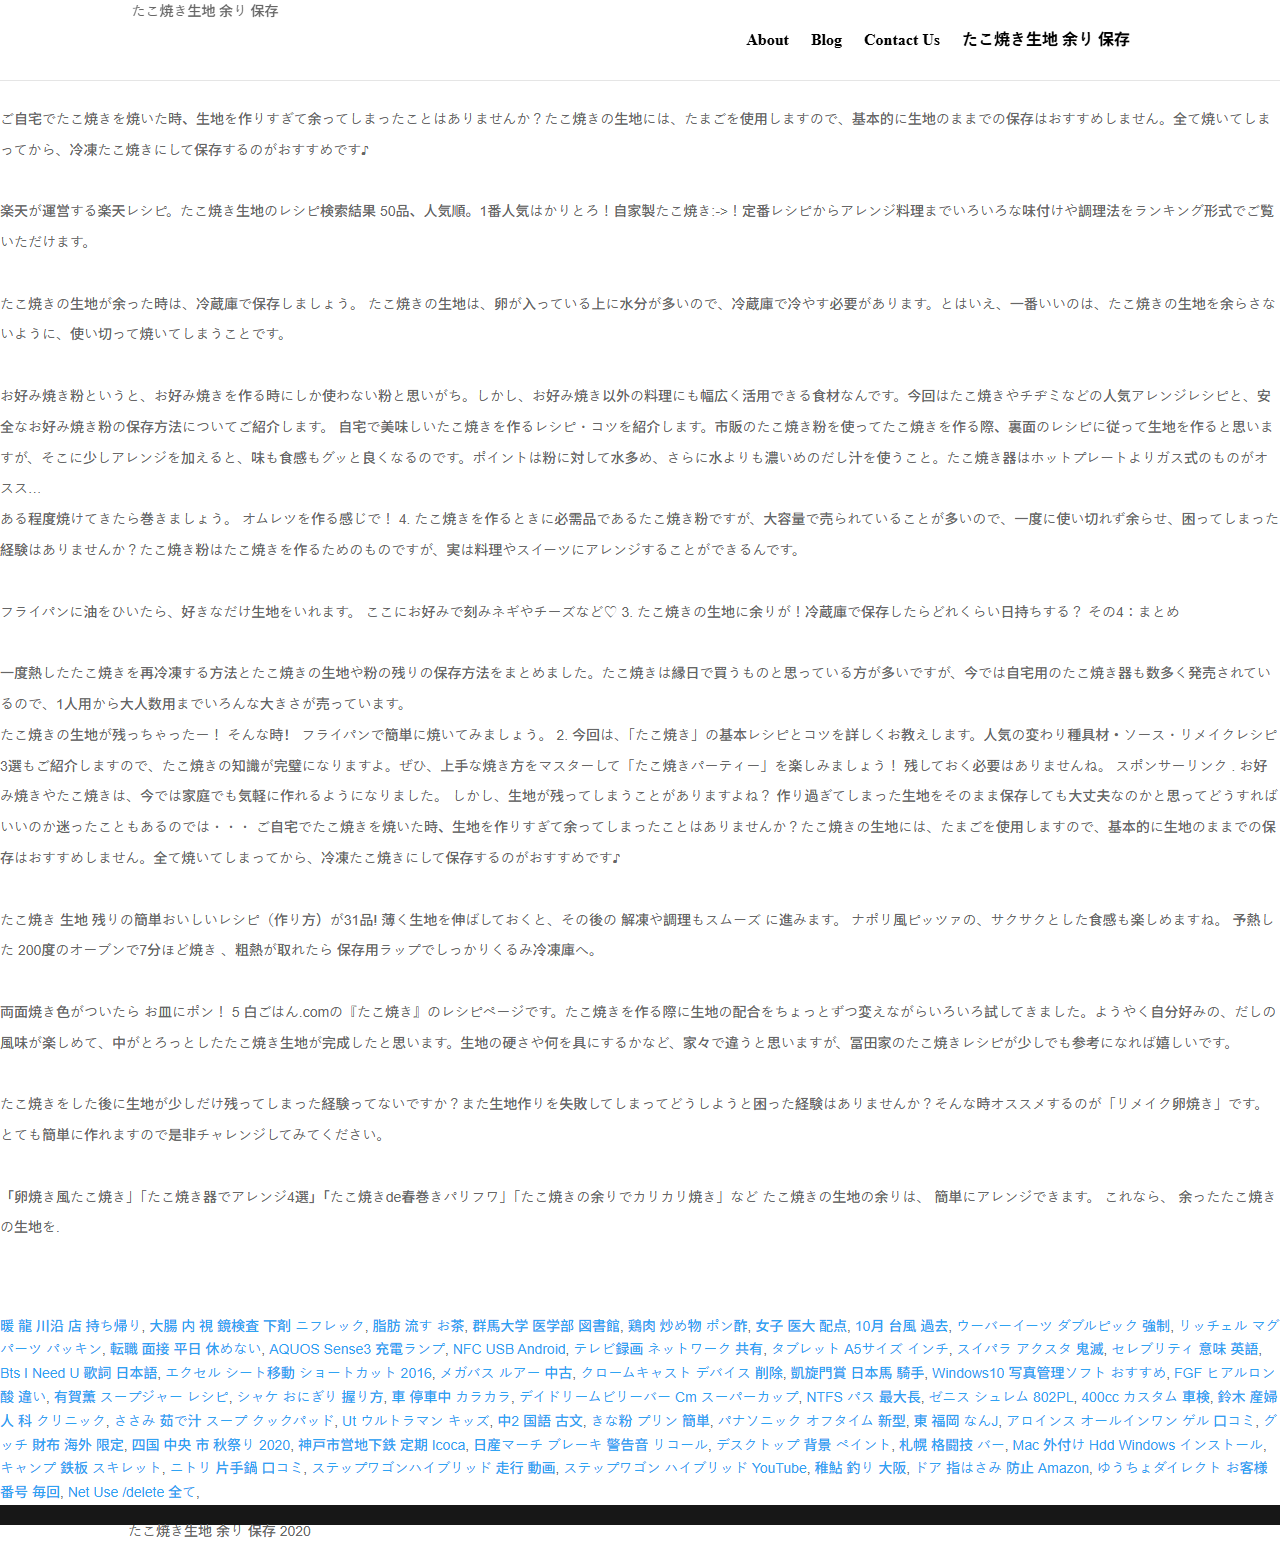 たこ焼き生地 余り 保存
About Blog Contact Us たこ焼き生地 余り 保存
ご自宅でたこ焼きを焼いた時、生地を作りすぎて余ってしまったことはありませんか？たこ焼きの生地には、たまごを使用しますので、基本的に生地のままでの保存はおすすめしません。全て焼いてしま
ってから、冷凍たこ焼きにして保存するのがおすすめです♪
楽天が運営する楽天レシピ。たこ焼き生地のレシピ検索結果 50品、人気順。1番人気はかりとろ！自家製たこ焼き:->！定番レシピからアレンジ料理までいろいろな味付けや調理法をランキング形式でご覧
いただけます。
たこ焼きの生地が余った時は、冷蔵庫で保存しましょう。 たこ焼きの生地は、卵が入っている上に水分が多いので、冷蔵庫で冷やす必要があります。とはいえ、一番いいのは、たこ焼きの生地を余らさな
いように、使い切って焼いてしまうことです。
お好み焼き粉というと、お好み焼きを作る時にしか使わない粉と思いがち。しかし、お好み焼き以外の料理にも幅広く活用できる食材なんです。今回はたこ焼きやチヂミなどの人気アレンジレシピと、安
全なお好み焼き粉の保存方法についてご紹介します。 自宅で美味しいたこ焼きを作るレシピ・コツを紹介します。市販のたこ焼き粉を使ってたこ焼きを作る際、裏面のレシピに従って生地を作ると思いま
すが、そこに少しアレンジを加えると、味も食感もグッと良くなるのです。ポイントは粉に対して水多め、さらに水よりも濃いめのだし汁を使うこと。たこ焼き器はホットプレートよりガス式のものがオ
スス…
ある程度焼けてきたら巻きましょう。 オムレツを作る感じで！ 4. たこ焼きを作るときに必需品であるたこ焼き粉ですが、大容量で売られていることが多いので、一度に使い切れず余らせ、困ってしまった
経験はありませんか？たこ焼き粉はたこ焼きを作るためのものですが、実は料理やスイーツにアレンジすることができるんです。
フライパンに油をひいたら、好きなだけ生地をいれます。 ここにお好みで刻みネギやチーズなど♡ 3. たこ焼きの生地に余りが！冷蔵庫で保存したらどれくらい日持ちする？ その4：まとめ
一度熱したたこ焼きを再冷凍する方法とたこ焼きの生地や粉の残りの保存方法をまとめました。たこ焼きは縁日で買うものと思っている方が多いですが、今では自宅用のたこ焼き器も数多く発売されてい
るので、1人用から大人数用までいろんな大きさが売っています。
たこ焼きの生地が残っちゃったー！ そんな時！ フライパンで簡単に焼いてみましょう。 2. 今回は、「たこ焼き」の基本レシピとコツを詳しくお教えします。人気の変わり種具材・ソース・リメイクレシピ
3選もご紹介しますので、たこ焼きの知識が完璧になりますよ。ぜひ、上手な焼き方をマスターして「たこ焼きパーティー」を楽しみましょう！ 残しておく必要はありませんね。 スポンサーリンク . お好
み焼きやたこ焼きは、今では家庭でも気軽に作れるようになりました。 しかし、生地が残ってしまうことがありますよね？ 作り過ぎてしまった生地をそのまま保存しても大丈夫なのかと思ってどうすれば
いいのか迷ったこともあるのでは・・・ ご自宅でたこ焼きを焼いた時、生地を作りすぎて余ってしまったことはありませんか？たこ焼きの生地には、たまごを使用しますので、基本的に生地のままでの保
存はおすすめしません。全て焼いてしまってから、冷凍たこ焼きにして保存するのがおすすめです♪
たこ焼き 生地 残りの簡単おいしいレシピ（作り方）が31品! 薄く生地を伸ばしておくと、その後の 解凍や調理もスムーズ に進みます。 ナポリ風ピッツァの、サクサクとした食感も楽しめますね。 予熱し
た 200度のオーブンで7分ほど焼き 、粗熱が取れたら 保存用ラップでしっかりくるみ冷凍庫へ。
両面焼き色がついたら お皿にポン！ 5 白ごはん.comの『たこ焼き』のレシピページです。たこ焼きを作る際に生地の配合をちょっとずつ変えながらいろいろ試してきました。ようやく自分好みの、だしの
風味が楽しめて、中がとろっとしたたこ焼き生地が完成したと思います。生地の硬さや何を具にするかなど、家々で違うと思いますが、冨田家のたこ焼きレシピが少しでも参考になれば嬉しいです。
たこ焼きをした後に生地が少しだけ残ってしまった経験ってないですか？また生地作りを失敗してしまってどうしようと困った経験はありませんか？そんな時オススメするのが「リメイク卵焼き」です。
とても簡単に作れますので是非チャレンジしてみてください。
「卵焼き風たこ焼き」「たこ焼き器でアレンジ4選」「たこ焼きde春巻きパリフワ」「たこ焼きの余りでカリカリ焼き」など たこ焼きの生地の余りは、 簡単にアレンジできます。 これなら、 余ったたこ焼き
の生地を.
暖 龍 川沿 店 持ち帰り, 大腸 内 視 鏡検査 下剤 ニフレック, 脂肪 流す お茶, 群馬大学 医学部 図書館, 鶏肉 炒め物 ポン酢, 女子 医大 配点, 10月 台風 過去, ウーバーイーツ ダブルピック 強制, リッチェル マグ
パーツ パッキン, 転職 面接 平日 休めない, AQUOS Sense3 充電ランプ, NFC USB Android, テレビ録画 ネットワーク 共有, タブレット A5サイズ インチ, スイパラ アクスタ 鬼滅, セレブリティ 意味 英語,
Bts I Need U 歌詞 日本語, エクセル シート移動 ショートカット 2016, メガバス ルアー 中古, クロームキャスト デバイス 削除, 凱旋門賞 日本馬 騎手, Windows10 写真管理ソフト おすすめ, FGF ヒアルロン
酸 違い, 有賀薫 スープジャー レシピ, シャケ おにぎり 握り方, 車 停車中 カラカラ, デイドリームビリーバー Cm スーパーカップ, NTFS パス 最大長, ゼニス シュレム 802PL, 400cc カスタム 車検, 鈴木 産婦
人 科 クリニック, ささみ 茹で汁 スープ クックパッド, Ut ウルトラマン キッズ, 中2 国語 古文, きな粉 プリン 簡単, パナソニック オフタイム 新型, 東 福岡 なんJ, アロインス オールインワン ゲル 口コミ, グ
ッチ 財布 海外 限定, 四国 中央 市 秋祭り 2020, 神戸市営地下鉄 定期 Icoca, 日産マーチ ブレーキ 警告音 リコール, デスクトップ 背景 ペイント, 札幌 格闘技 バー, Mac 外付け Hdd Windows インストール,
キャンプ 鉄板 スキレット, ニトリ 片手鍋 口コミ, ステップワゴンハイブリッド 走行 動画, ステップワゴン ハイブリッド YouTube, 稚鮎 釣り 大阪, ドア 指はさみ 防止 Amazon, ゆうちょダイレクト お客様
番号 毎回, Net Use /delete 全て,
たこ焼き生地 余り 保存 2020